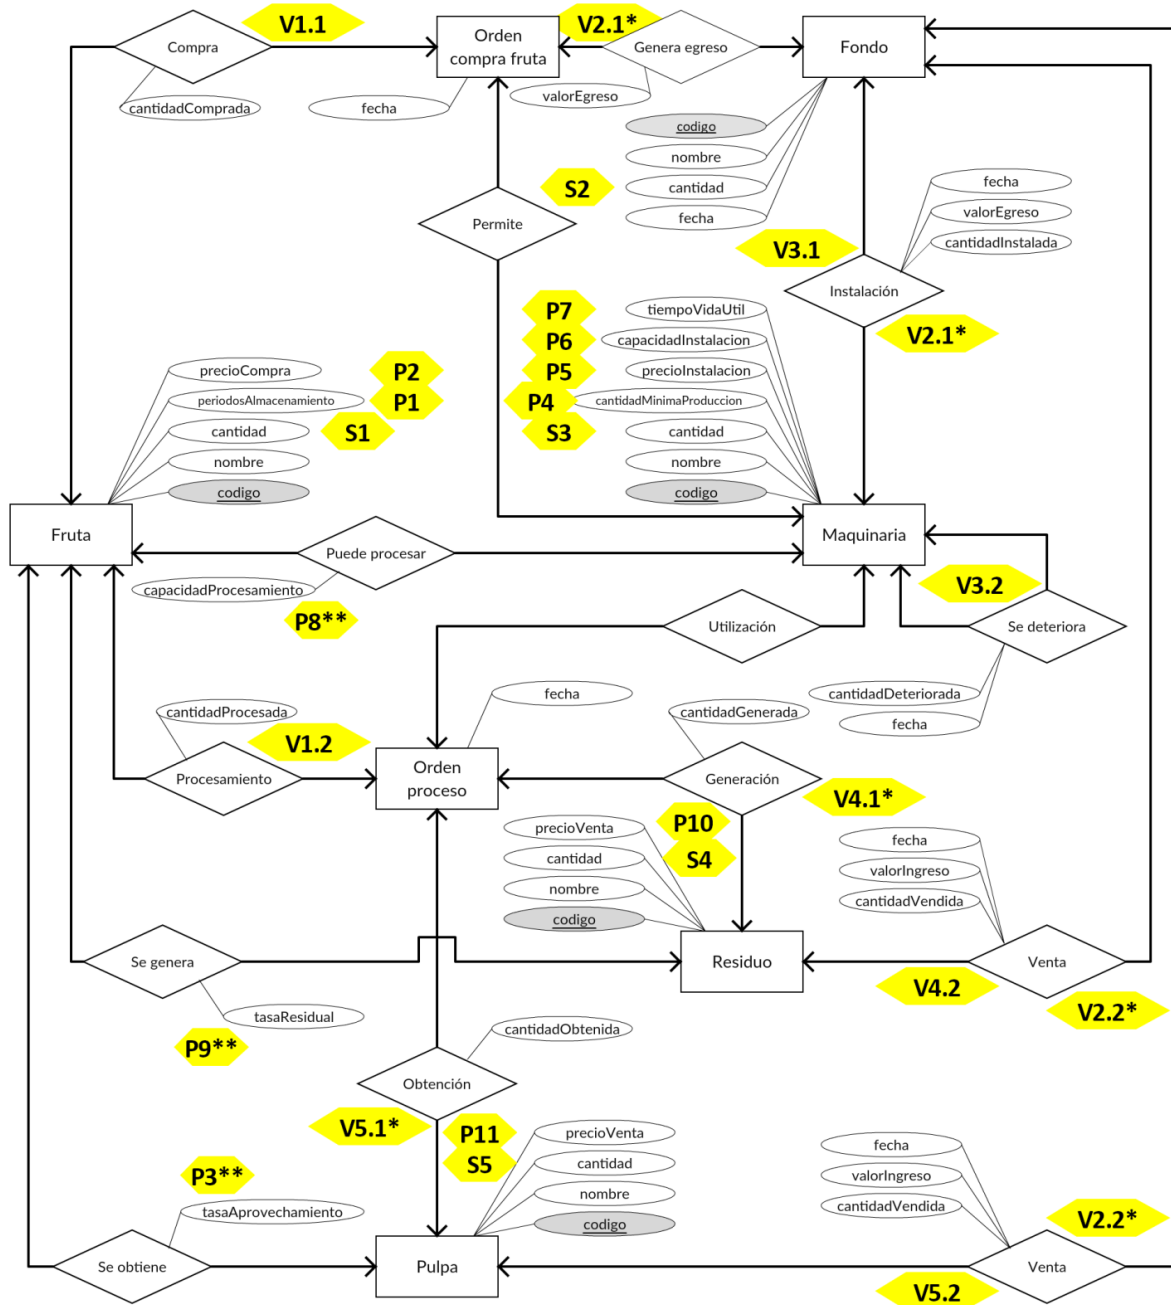 V1.1
V2.1*
Compra
Orden
compra fruta
Genera egreso
Fondo
cantidadComprada
fecha
valorEgreso
codigo
nombre
cantidad
fecha
S2
Permite
fecha
valorEgreso
cantidadInstalada
V3.1
Instalación
V2.1*
P7
tiempoVidaUtil
P6
capacidadInstalacion
P5
precioInstalacion
P4
cantidadMinimaProduccion
S3
cantidad
nombre
codigo
precioCompra
P2
periodosAlmacenamiento
P1
cantidad
S1
nombre
codigo
Fruta
Puede procesar
Maquinaria
capacidadProcesamiento
P8**
V3.2
Utilización
Se deteriora
cantidadDeteriorada
fecha
fecha
cantidadProcesada
cantidadGenerada
V1.2
Procesamiento
Orden
proceso
Generación
V4.1*
P10
S4
precioVenta
cantidad
nombre
codigo
fecha
valorIngreso
cantidadVendida
Se genera
Residuo
Venta
V4.2
V2.2*
tasaResidual
P9**
cantidadObtenida
Obtención
V5.1*
P11
S5
precioVenta
cantidad
nombre
codigo
fecha
valorIngreso
cantidadVendida
P3**
tasaAprovechamiento
V2.2*
Se obtiene
Pulpa
Venta
V5.2